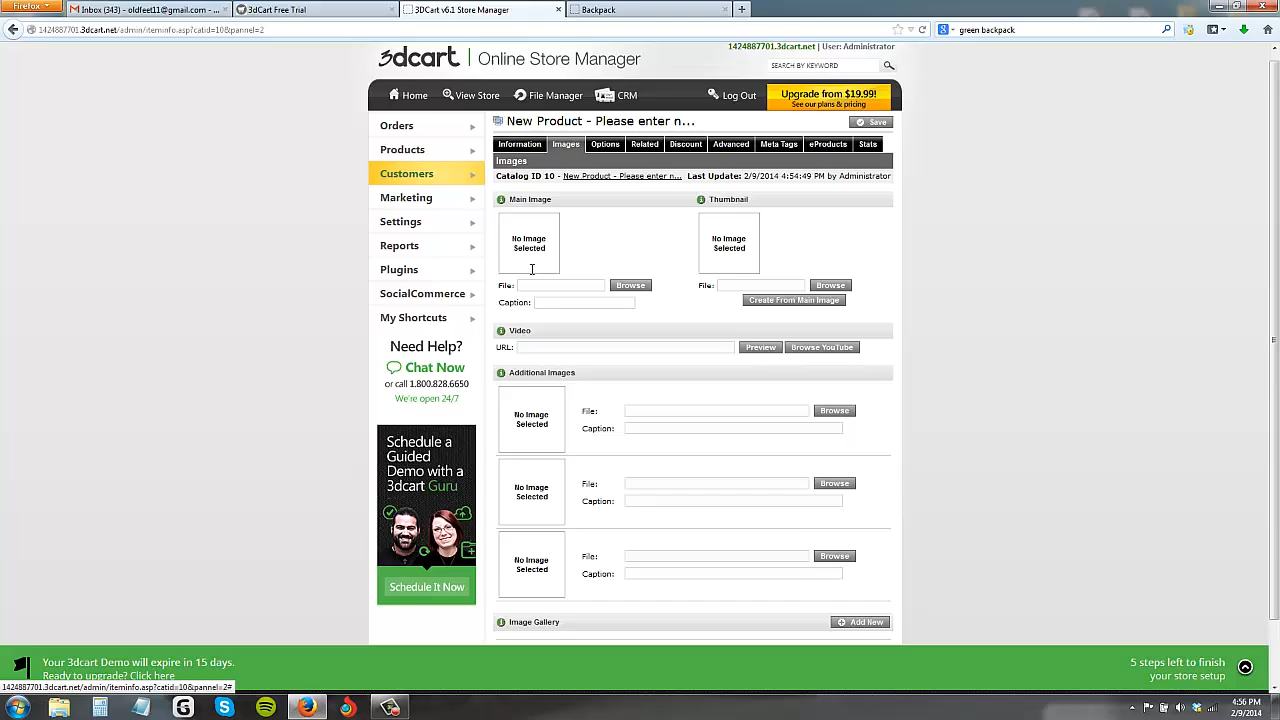 Firefox
Inbox (343) - oldfeet11@gmail.com - ...
3dCart Free Trial
3DCart v6.1 Store Manager
Backpack
1424887701.3dcart.net/admin/iteminfo.asp?catid=10&pannel=2
green backpack
3dcart | Online Store Manager
1424887701.3dcart.net | User: Administrator
SEARCH BY KEYWORD
Home
View Store
File Manager
CRM
Log Out
Upgrade from $19.99!
See our plans & pricing
Orders
Products
Customers
Marketing
Settings
Reports
Plugins
SocialCommerce
My Shortcuts
Need Help?
Chat Now
or call 1.800.828.6650
We're open 24/7
Schedule a
Guided
Demo with a
3dcart Guru
Schedule It Now
New Product - Please enter n...
Save
Information
Images
Options
Related
Discount
Advanced
Meta Tags
eProducts
Stats
Images
Catalog ID 10 - New Product - Please enter n... Last Update: 2/9/2014 4:54:49 PM by Administrator
Main Image
Thumbnail
No Image
Selected
No Image
Selected
File:
Browse
File:
Browse
Caption:
Create From Main Image
Video
URL:
Preview
Browse YouTube
Additional Images
No Image
Selected
File:
Browse
Caption:
No Image
Selected
File:
Browse
Caption:
No Image
Selected
File:
Browse
Caption:
Image Gallery
Add New
Your 3dcart Demo will expire in 15 days.
Ready to upgrade? Click here
5 steps left to finish
your store setup
1424887701.3dcart.net/admin/iteminfo.asp?catid=10&pannel=2#
4:56 PM
2/9/2014